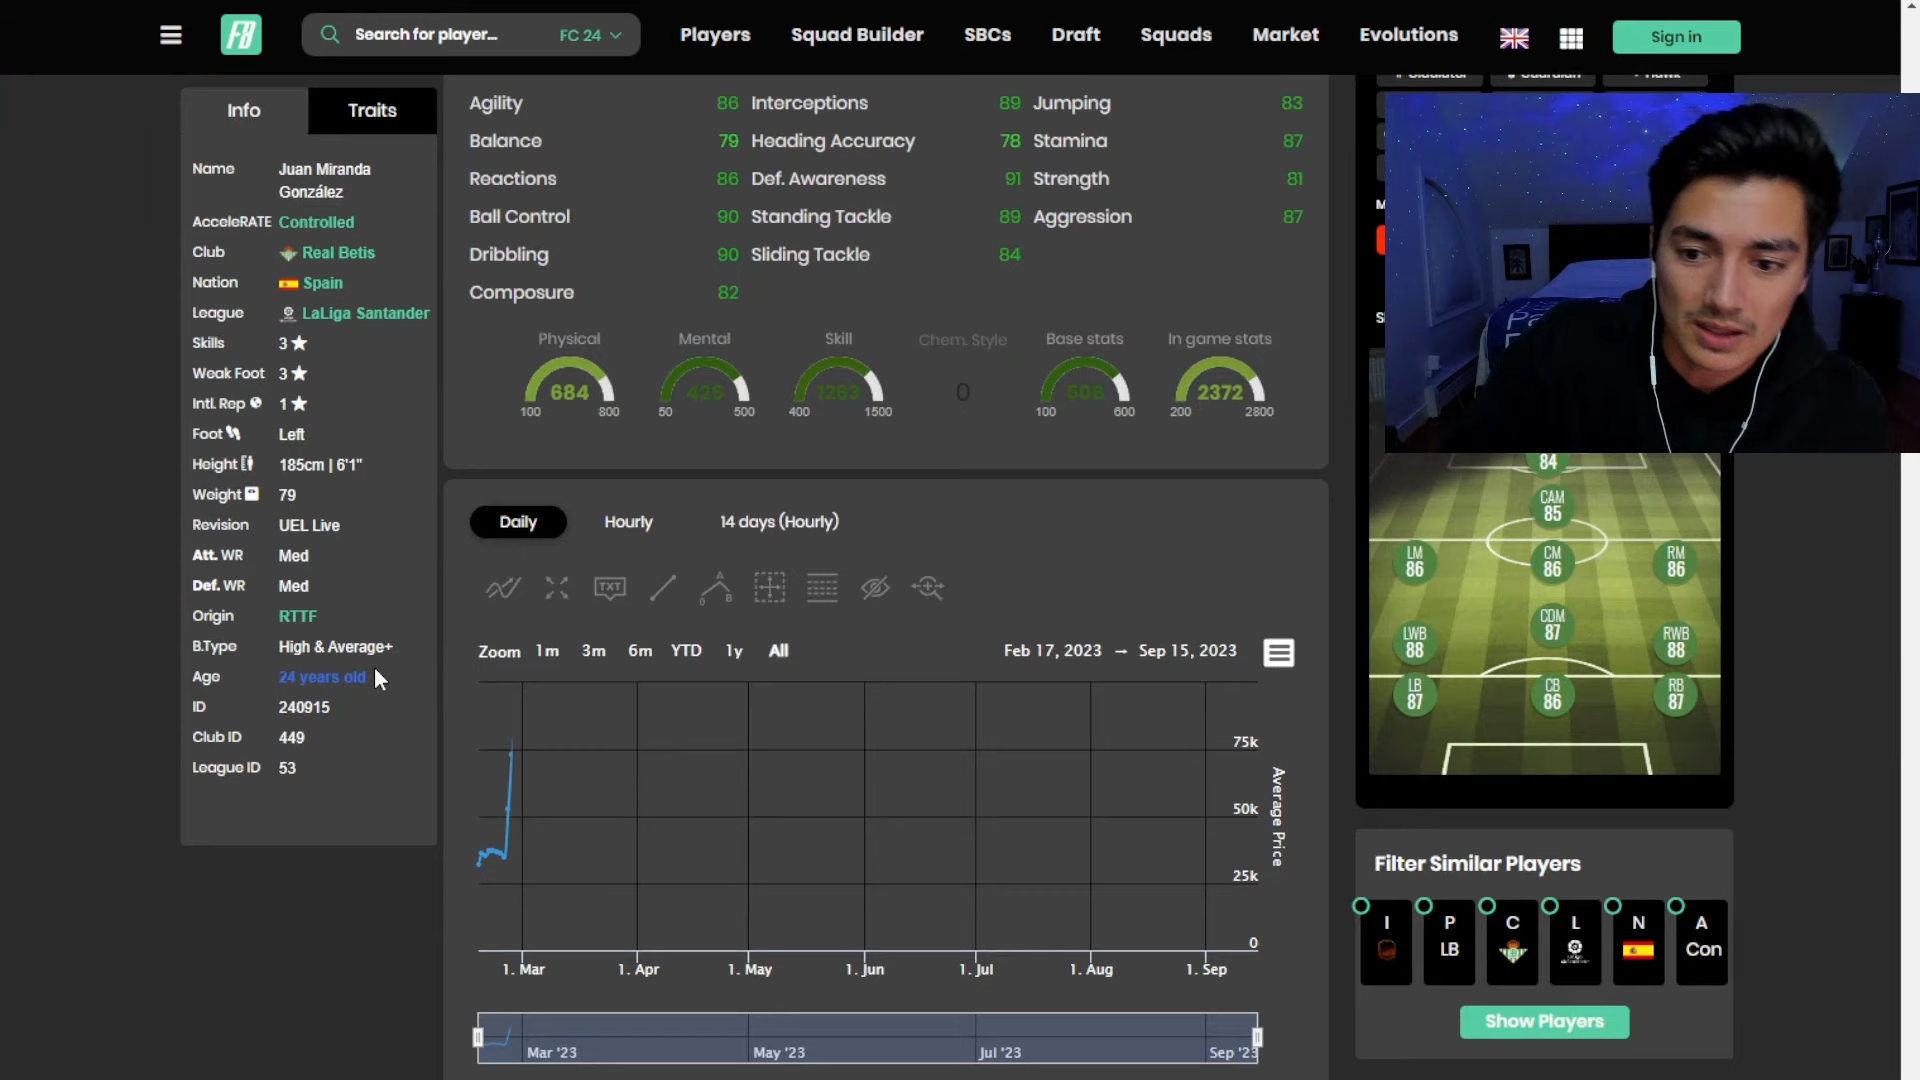 Search for player... FC 24 Players Squad Builder SBCs Draft Squads Market Evolutions Sign in
Info Traits
Name Juan Miranda
González
AcceleRATE Controlled
Club Real Betis
Nation Spain
League LaLiga Santander
Skills 3
Weak Foot 3
Intl. Rep 1
Foot Left
Height 185cm | 6'1"
Weight 79
Revision UEL Live
Att. WR Med
Def. WR Med
Origin RTTF
B.Type High & Average+
Age 24 years old
ID 240915
Club ID 449
League ID 53
Agility 86 Interceptions 89 Jumping 83
Balance 79 Heading Accuracy 78 Stamina 87
Reactions 86 Def. Awareness 91 Strength 81
Ball Control 90 Standing Tackle 89 Aggression 87
Dribbling 90 Sliding Tackle 84
Composure 82
Physical Mental Skill Chem. Style Base stats In game stats
684 425 1263 0 506 2372
100 800 50 500 400 1500 100 600 200 2800
Daily Hourly 14 days (Hourly)
TXT A 0 B
Zoom 1m 3m 6m YTD 1y All Feb 17, 2023 → Sep 15, 2023
75k
50k
25k
0
Average Price
1. Mar 1. Apr 1. May 1. Jun 1. Jul 1. Aug 1. Sep
Mar '23 May '23 Jul '23 Sep '23
84
CAM
85
LM CM RM
86 86 86
CDM
87
LWB RWB
88 88
LB CB RB
87 86 87
Filter Similar Players
I P C L N A
LB Con
Show Players